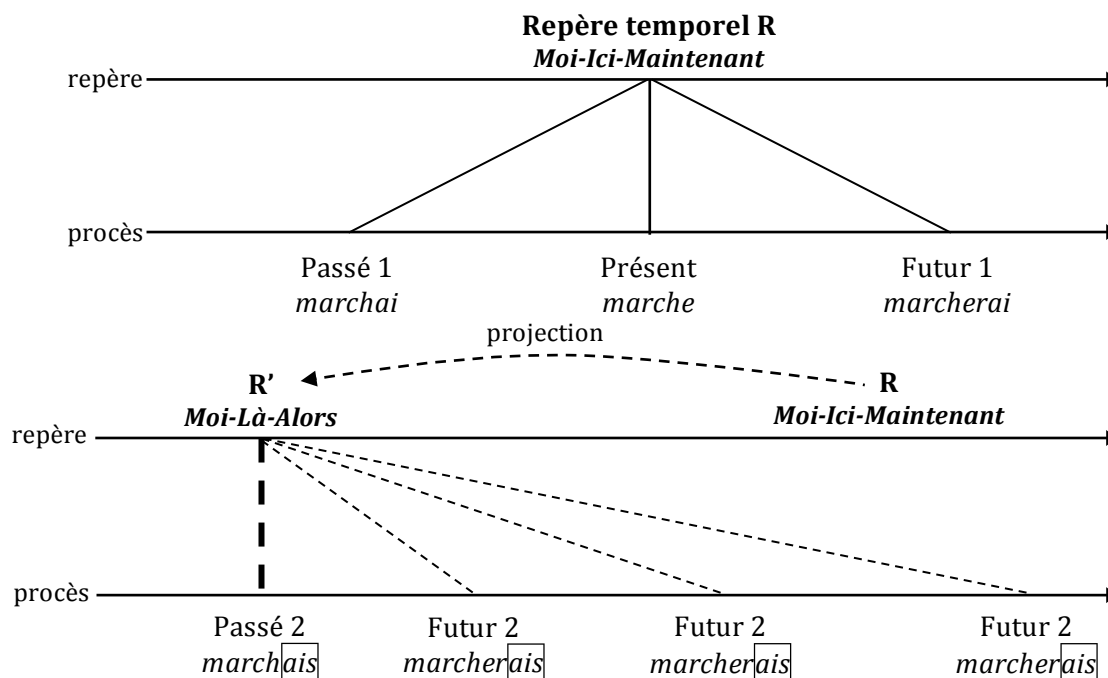 Repère temporel R
Moi-Ici-Maintenant
repère
procès
Passé 1 Présent Futur 1
marchai marche marcherai
projection
R’ R
Moi-Là-Alors Moi-Ici-Maintenant
repère
procès
Passé 2 Futur 2 Futur 2 Futur 2
marchais marcherais marcherais marcherais